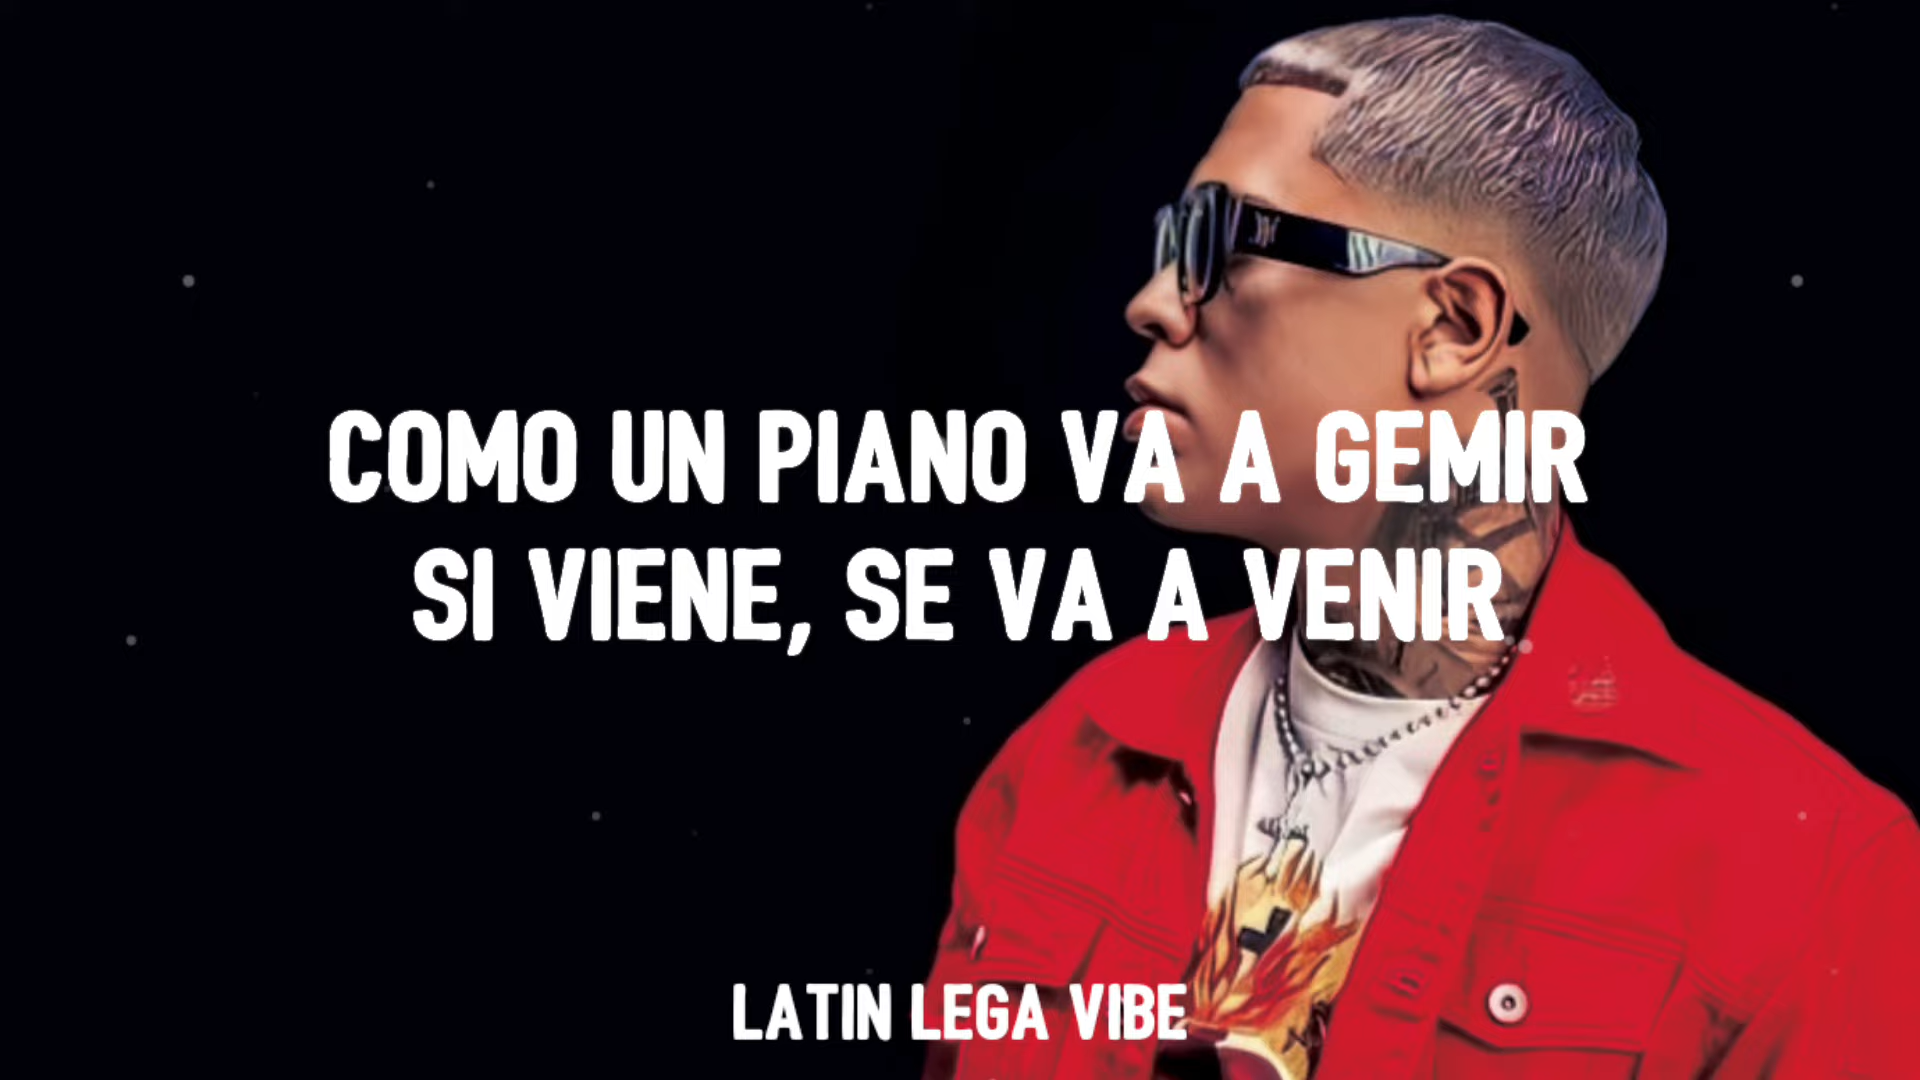 COMO UN PIANO VA A GEMIR
SI VIENE, SE VA A VENIR
LATIN LEGA VIBE